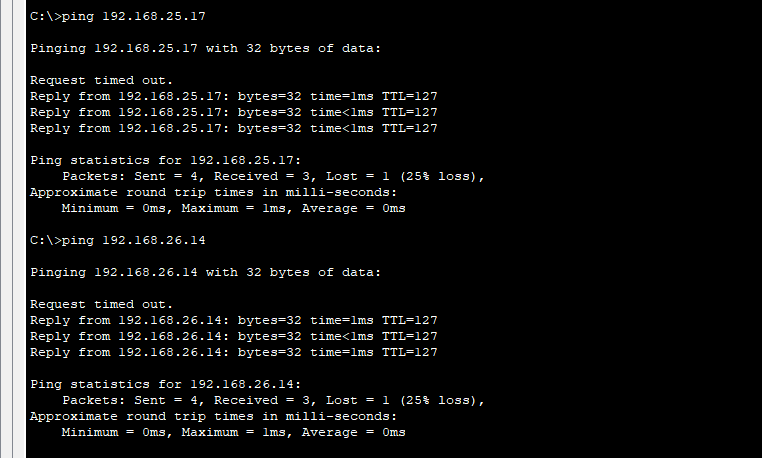 C:\>ping 192.168.25.17
Pinging 192.168.25.17 with 32 bytes of data:
Request timed out.
Reply from 192.168.25.17: bytes=32 time=1ms TTL=127
Reply from 192.168.25.17: bytes=32 time<1ms TTL=127
Reply from 192.168.25.17: bytes=32 time<1ms TTL=127
Ping statistics for 192.168.25.17:
    Packets: Sent = 4, Received = 3, Lost = 1 (25% loss),
Approximate round trip times in milli-seconds:
    Minimum = 0ms, Maximum = 1ms, Average = 0ms
C:\>ping 192.168.26.14
Pinging 192.168.26.14 with 32 bytes of data:
Request timed out.
Reply from 192.168.26.14: bytes=32 time=1ms TTL=127
Reply from 192.168.26.14: bytes=32 time<1ms TTL=127
Reply from 192.168.26.14: bytes=32 time=1ms TTL=127
Ping statistics for 192.168.26.14:
    Packets: Sent = 4, Received = 3, Lost = 1 (25% loss),
Approximate round trip times in milli-seconds:
    Minimum = 0ms, Maximum = 1ms, Average = 0ms